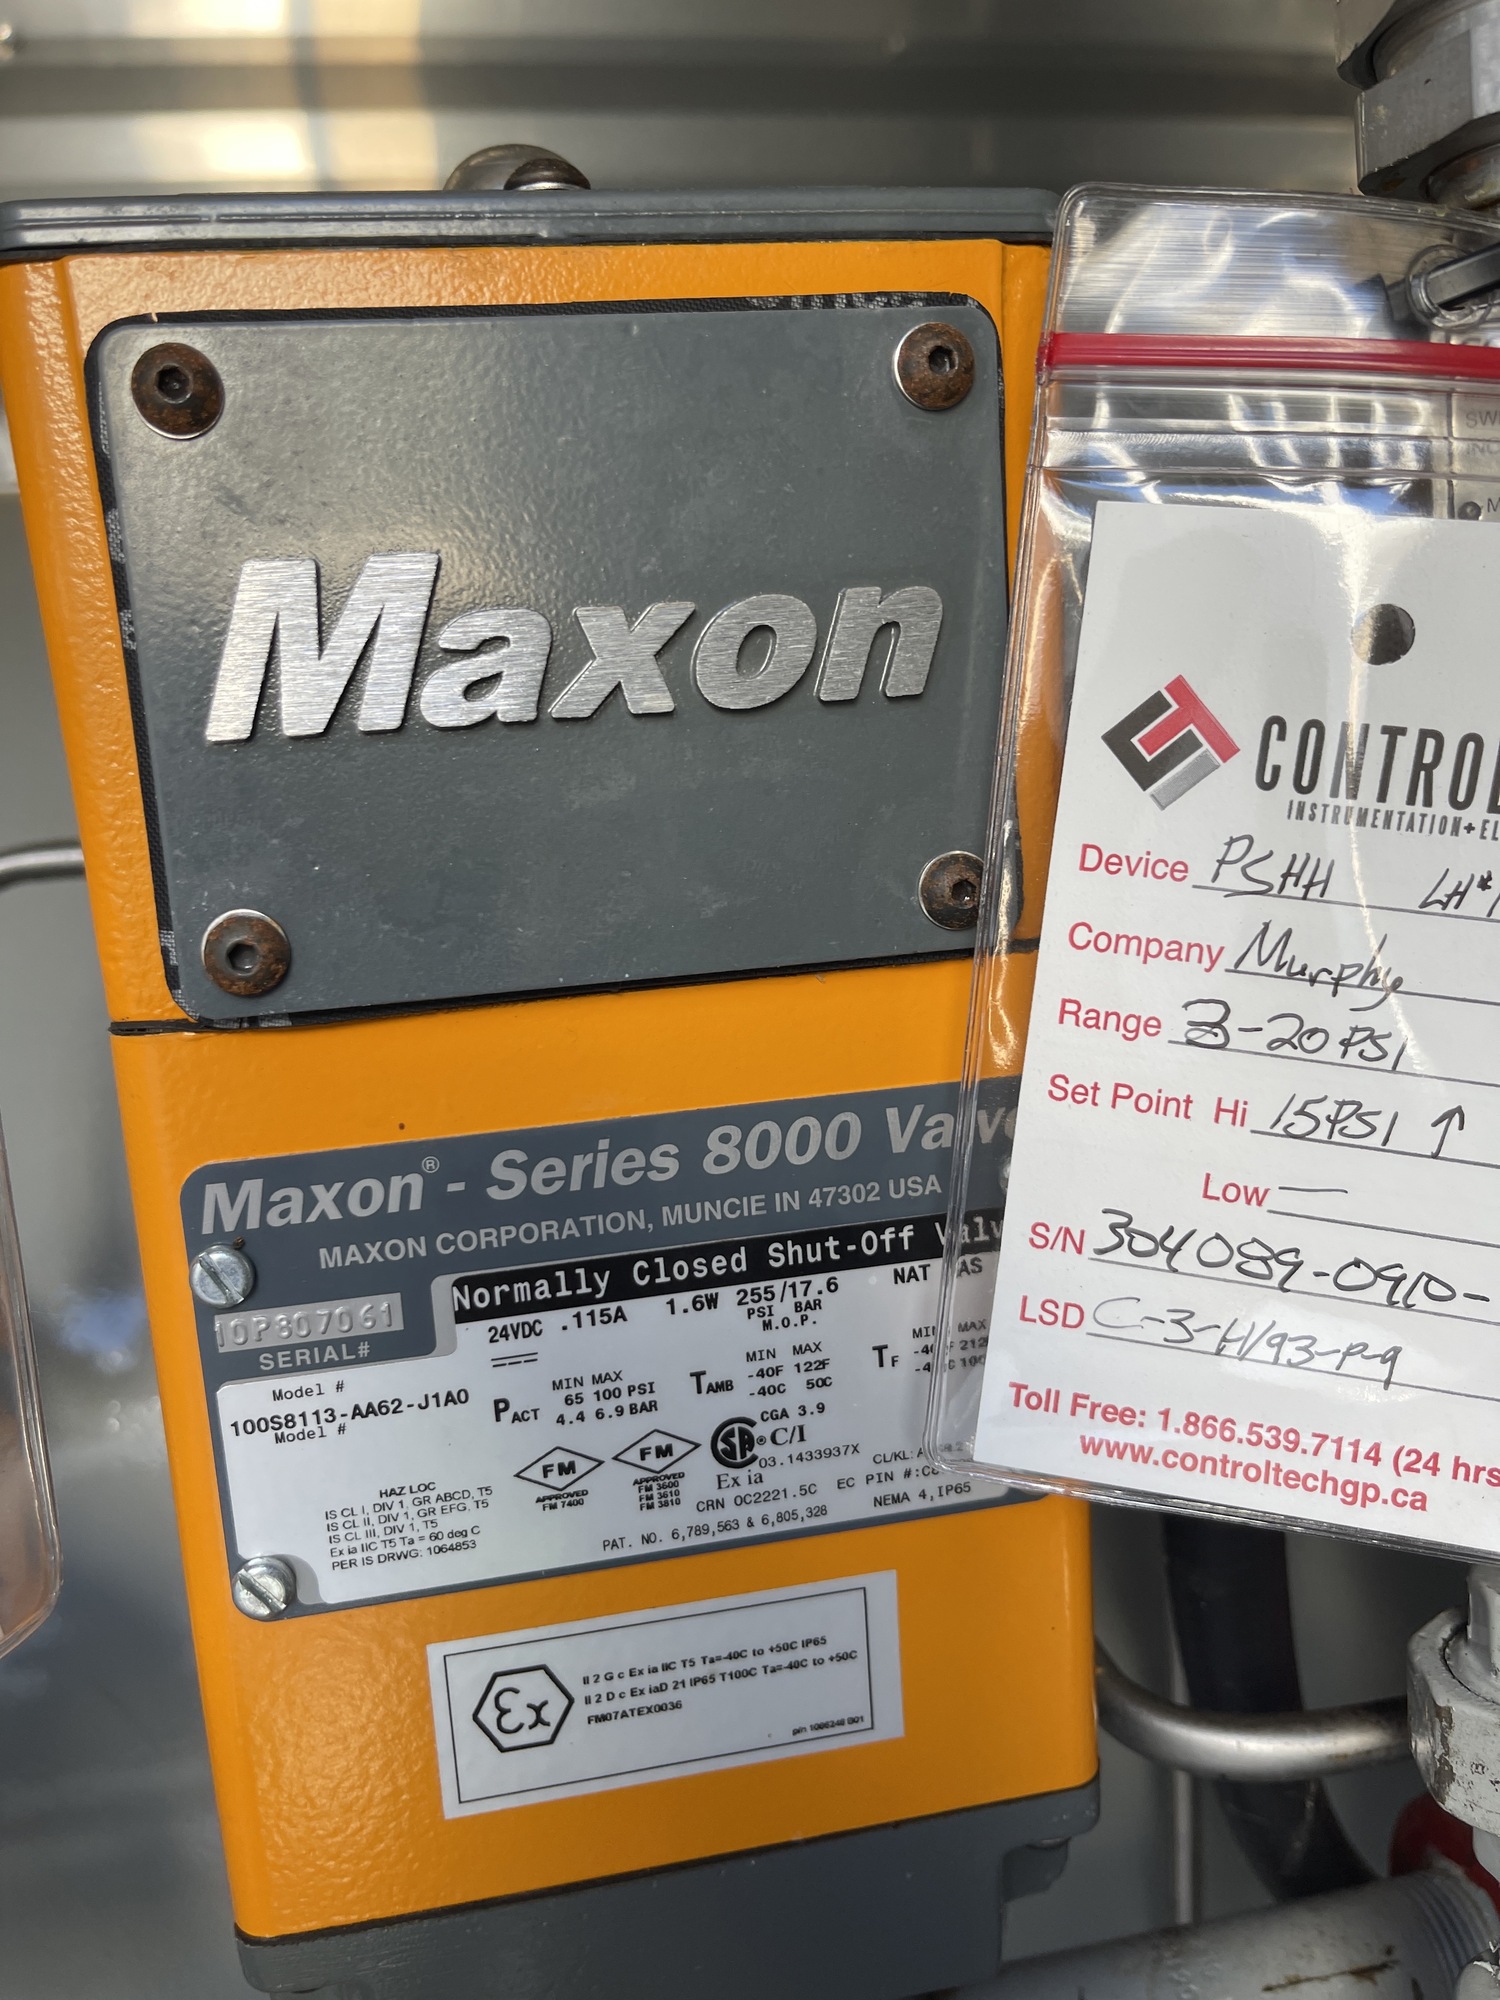 Maxon
Maxon® - Series 8000
MAXON CORPORATION, MUNCIE IN 47302 USA
Normally Closed Shut-Off
24VDC .115A 1.6W 255/17.6 NAT
PSI BAR
M.O.P.
10P307061
SERIAL#
Model #
100S8113-AA62-J1A0
Model #
PACT
MIN MAX
65 100 PSI
4.4 6.9 BAR
TAMB
MIN MAX
-40F 122F
-40C 50C
TF
MAX
HAZ LOC
IS CL I, DIV 1, GR ABCD, T5
IS CL II, DIV 1, GR EFG, T5
IS CL III, DIV 1, T5
Ex ia IIC T5 Ta = 60 deg C
PER IS DRWG: 1064853
FM
APPROVED
FM 7400
FM
APPROVED
FM 3600
FM 3610
FM 3810
CGA 3.9
C/I
03.1433937X
Ex ia
CRN 0C2221.5C EC PIN #:
PAT. NO. 6,789,563 & 6,805,328
NEMA 4, IP65
Ex
II 2 G c Ex ia IIC T5 Ta=-40C to +50C IP65
II 2 D c Ex iaD 21 IP65 T100C Ta=-40C to +50C
FM07ATEX0036
CONTROL
INSTRUMENTATION+EL
Device PSHH
Company Murphy
Range 3-20 PSI
Set Point Hi 15 PSI ↑
Low —
S/N 304089-0910-
LSD C-3-H/93-P-9
Toll Free: 1.866.539.7114 (24 hrs
www.controltechgp.ca